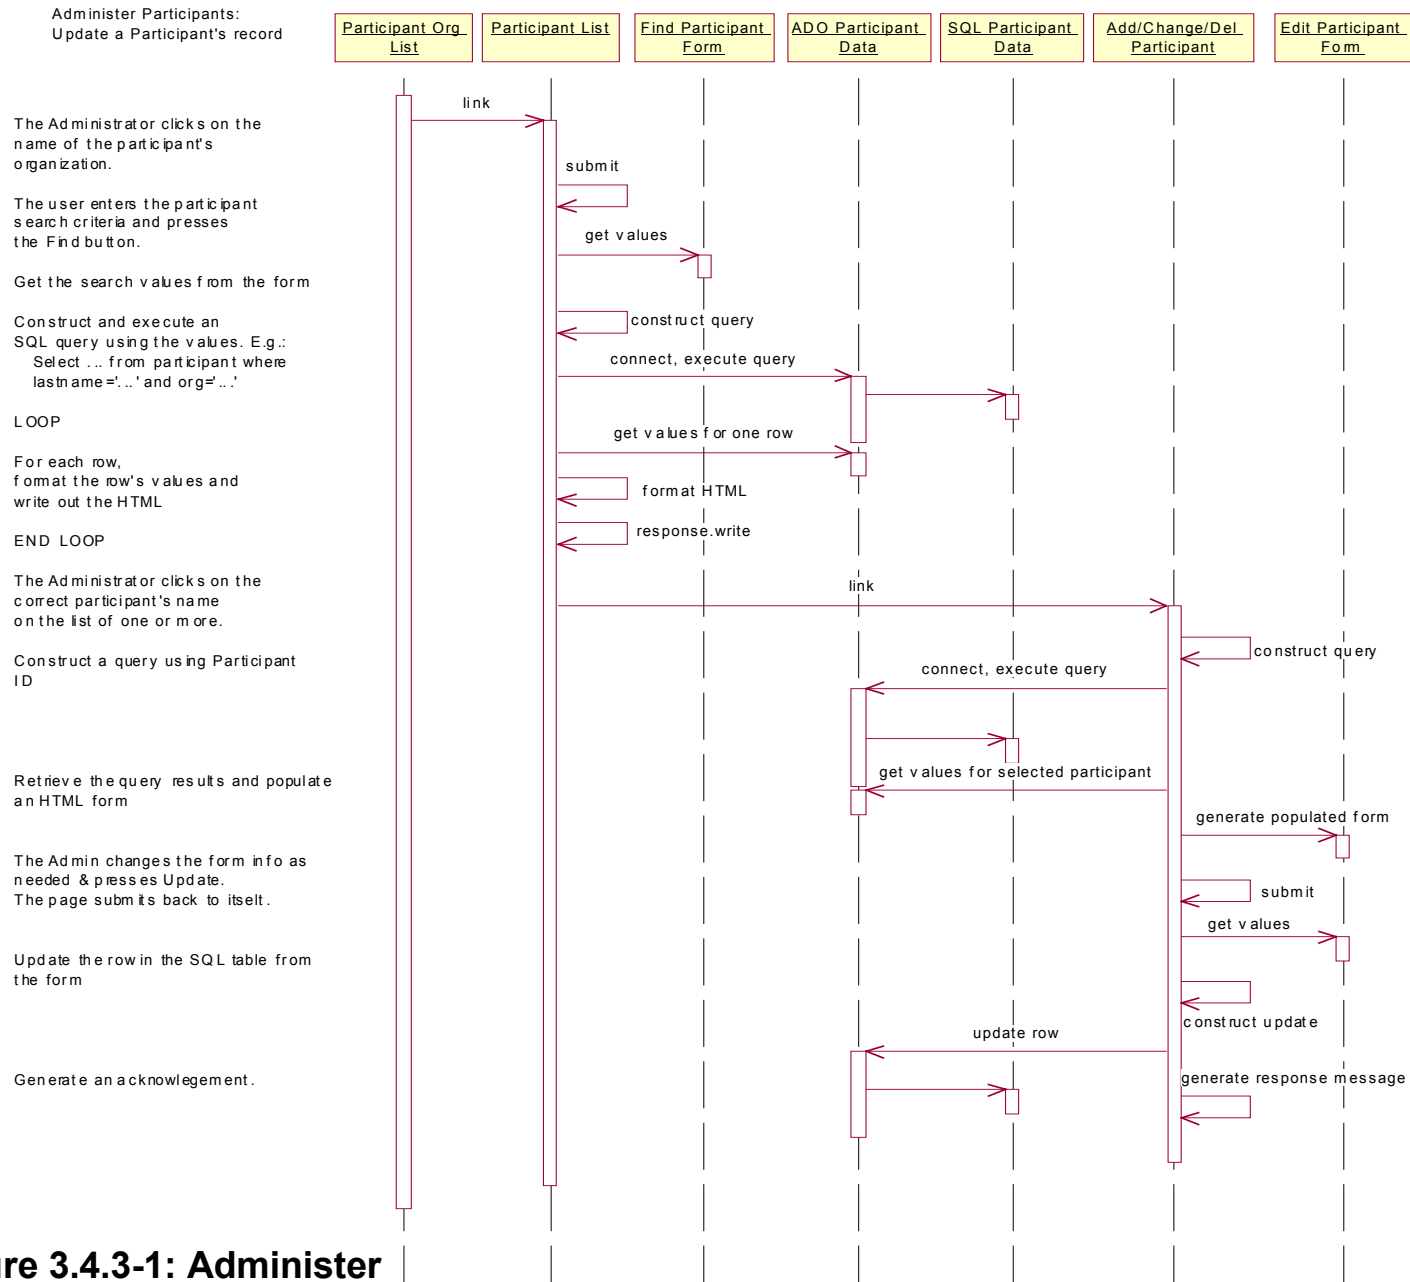 Administer Participants:
Update a Participant's record
Participant Org
List
Participant List
Find Participant
Form
ADO Participant
Data
SQL Participant
Data
Add/Change/Del
Participant
Edit Participant
Form
link
The Administrator clicks on the
name of the participant's
organization.
submit
The user enters the participant
search criteria and presses
the Find button.
get values
Get the search values from the form
Construct and execute an
SQL query using the values. E.g.:
Select ... from participant where
lastname='...' and org='...'
construct query
connect, execute query
LOOP
get values for one row
For each row,
format the row's values and
write out the HTML
format HTML
response.write
END LOOP
The Administrator clicks on the
correct participant's name
on the list of one or more.
link
Construct a query using Participant
ID
construct query
connect, execute query
get values for selected participant
Retrieve the query results and populate
an HTML form
generate populated form
The Admin changes the form info as
needed & presses Update.
The page submits back to itselt.
submit
get values
Update the row in the SQL table from
the form
construct update
update row
Generate an acknowlegement.
generate response message
re 3.4.3-1: Administer